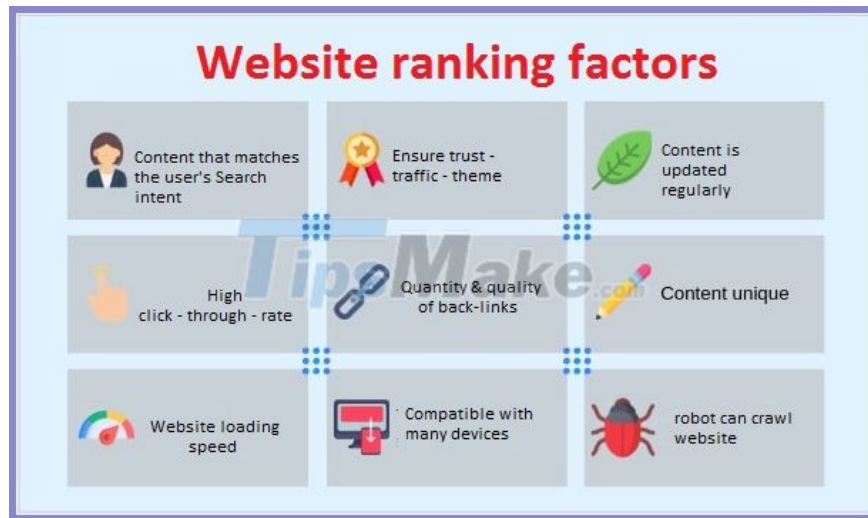 Website ranking factors
Content that matches
the user's Search
intent
Ensure trust -
traffic - theme
Content is
updated
regularly
TipsMake.com
High
click - through - rate
Quantity & quality
of back-links
Content unique
Website loading
speed
Compatible with
many devices
robot can crawl
website